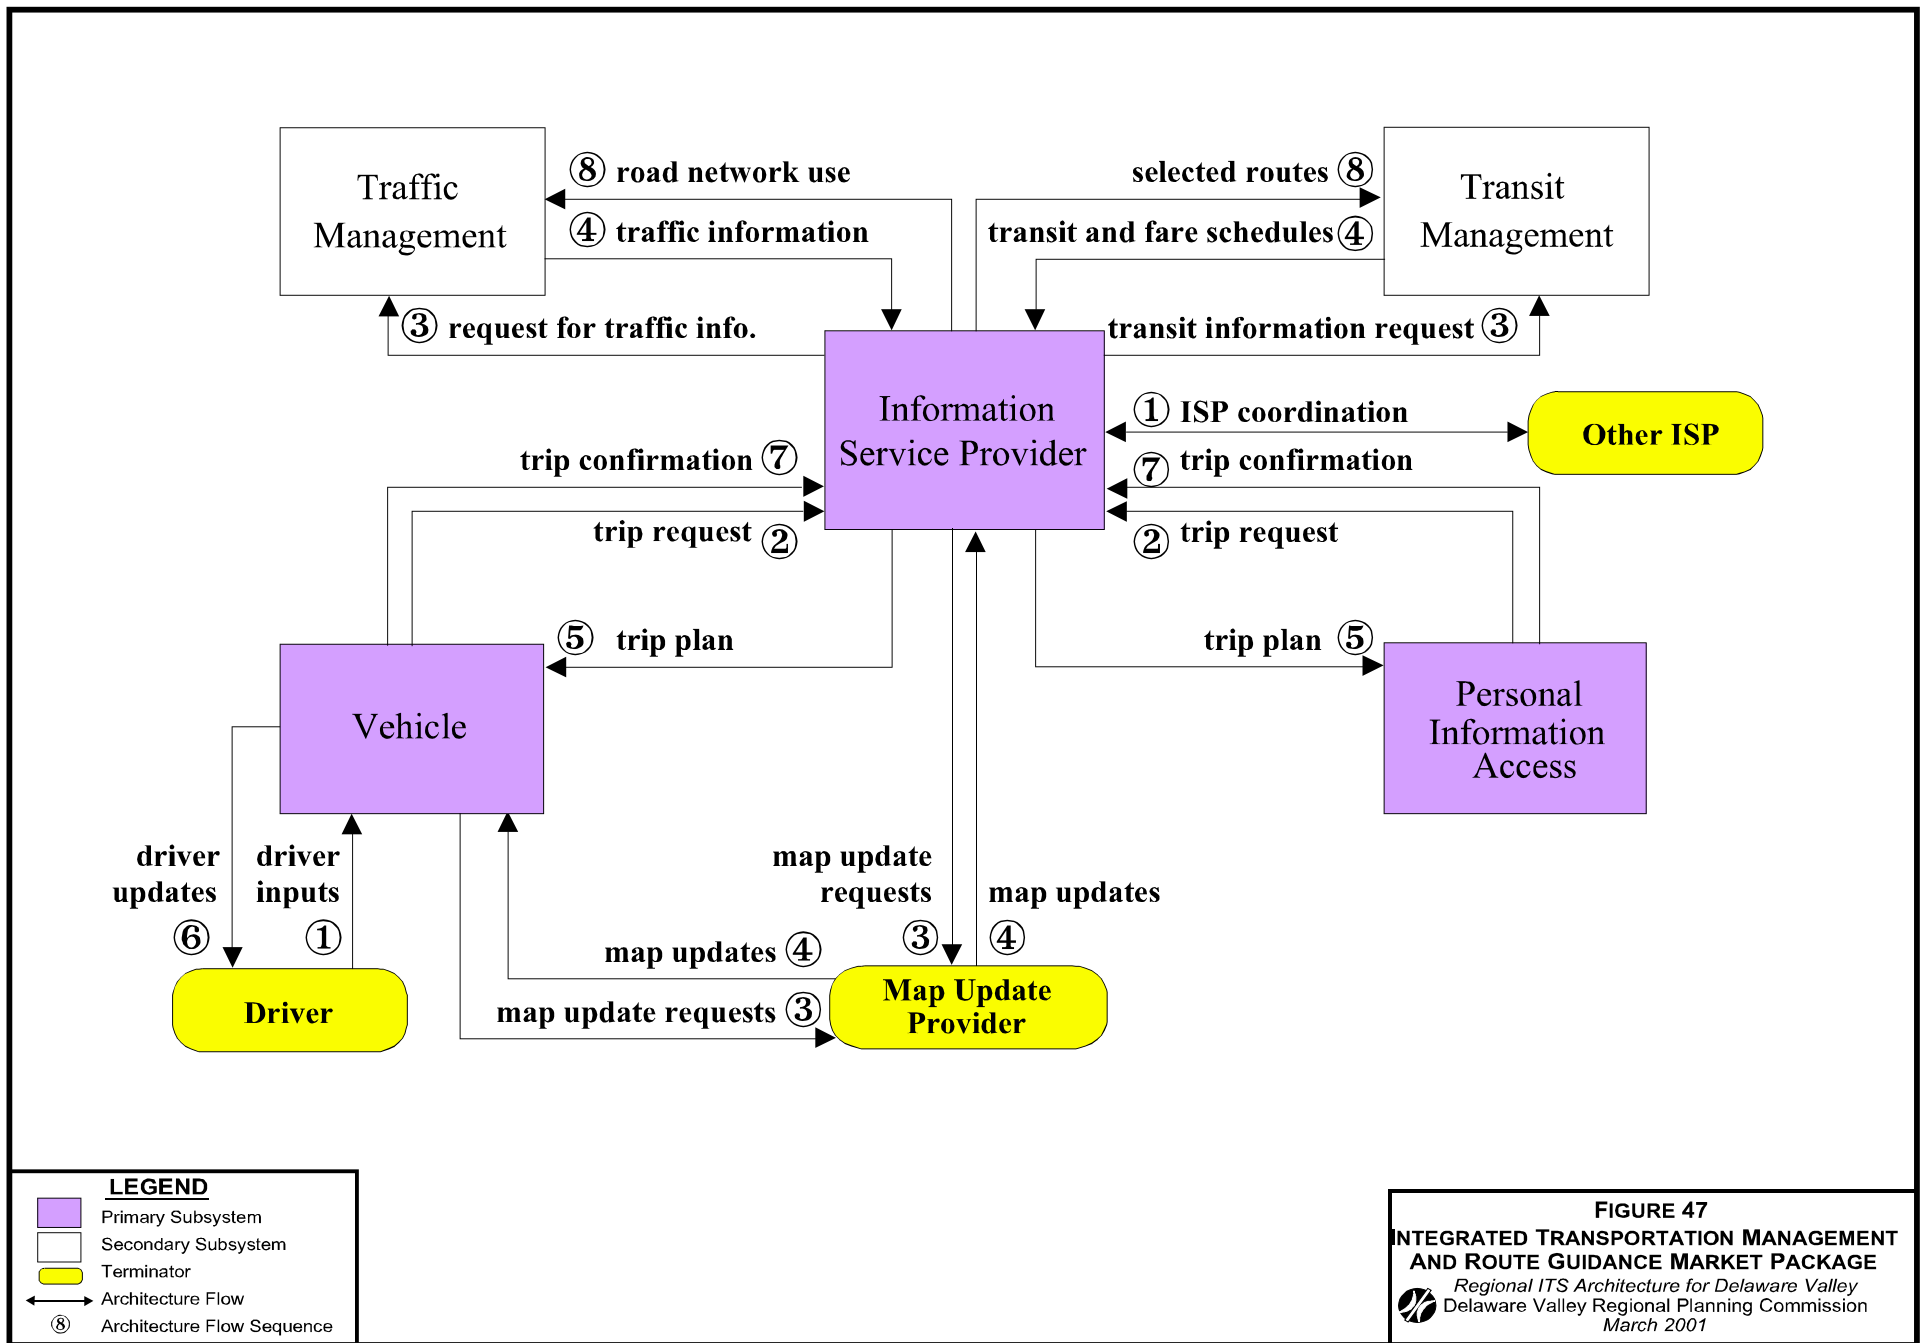 Traffic
Management
⑧ road network use
④ traffic information
③ request for traffic info.
selected routes ⑧
transit and fare schedules ④
transit information request ③
Transit
Management
Information
Service Provider
① ISP coordination
Other ISP
trip confirmation ⑦
trip request ②
⑦ trip confirmation
② trip request
⑤ trip plan
trip plan ⑤
Vehicle
Personal
Information
Access
driver
updates
⑥
driver
inputs
①
map update
requests
③
map updates
④
map updates ④
map update requests ③
Driver
Map Update
Provider
LEGEND
Primary Subsystem
Secondary Subsystem
Terminator
Architecture Flow
⑧ Architecture Flow Sequence
FIGURE 47
INTEGRATED TRANSPORTATION MANAGEMENT
AND ROUTE GUIDANCE MARKET PACKAGE
Regional ITS Architecture for Delaware Valley
Delaware Valley Regional Planning Commission
March 2001